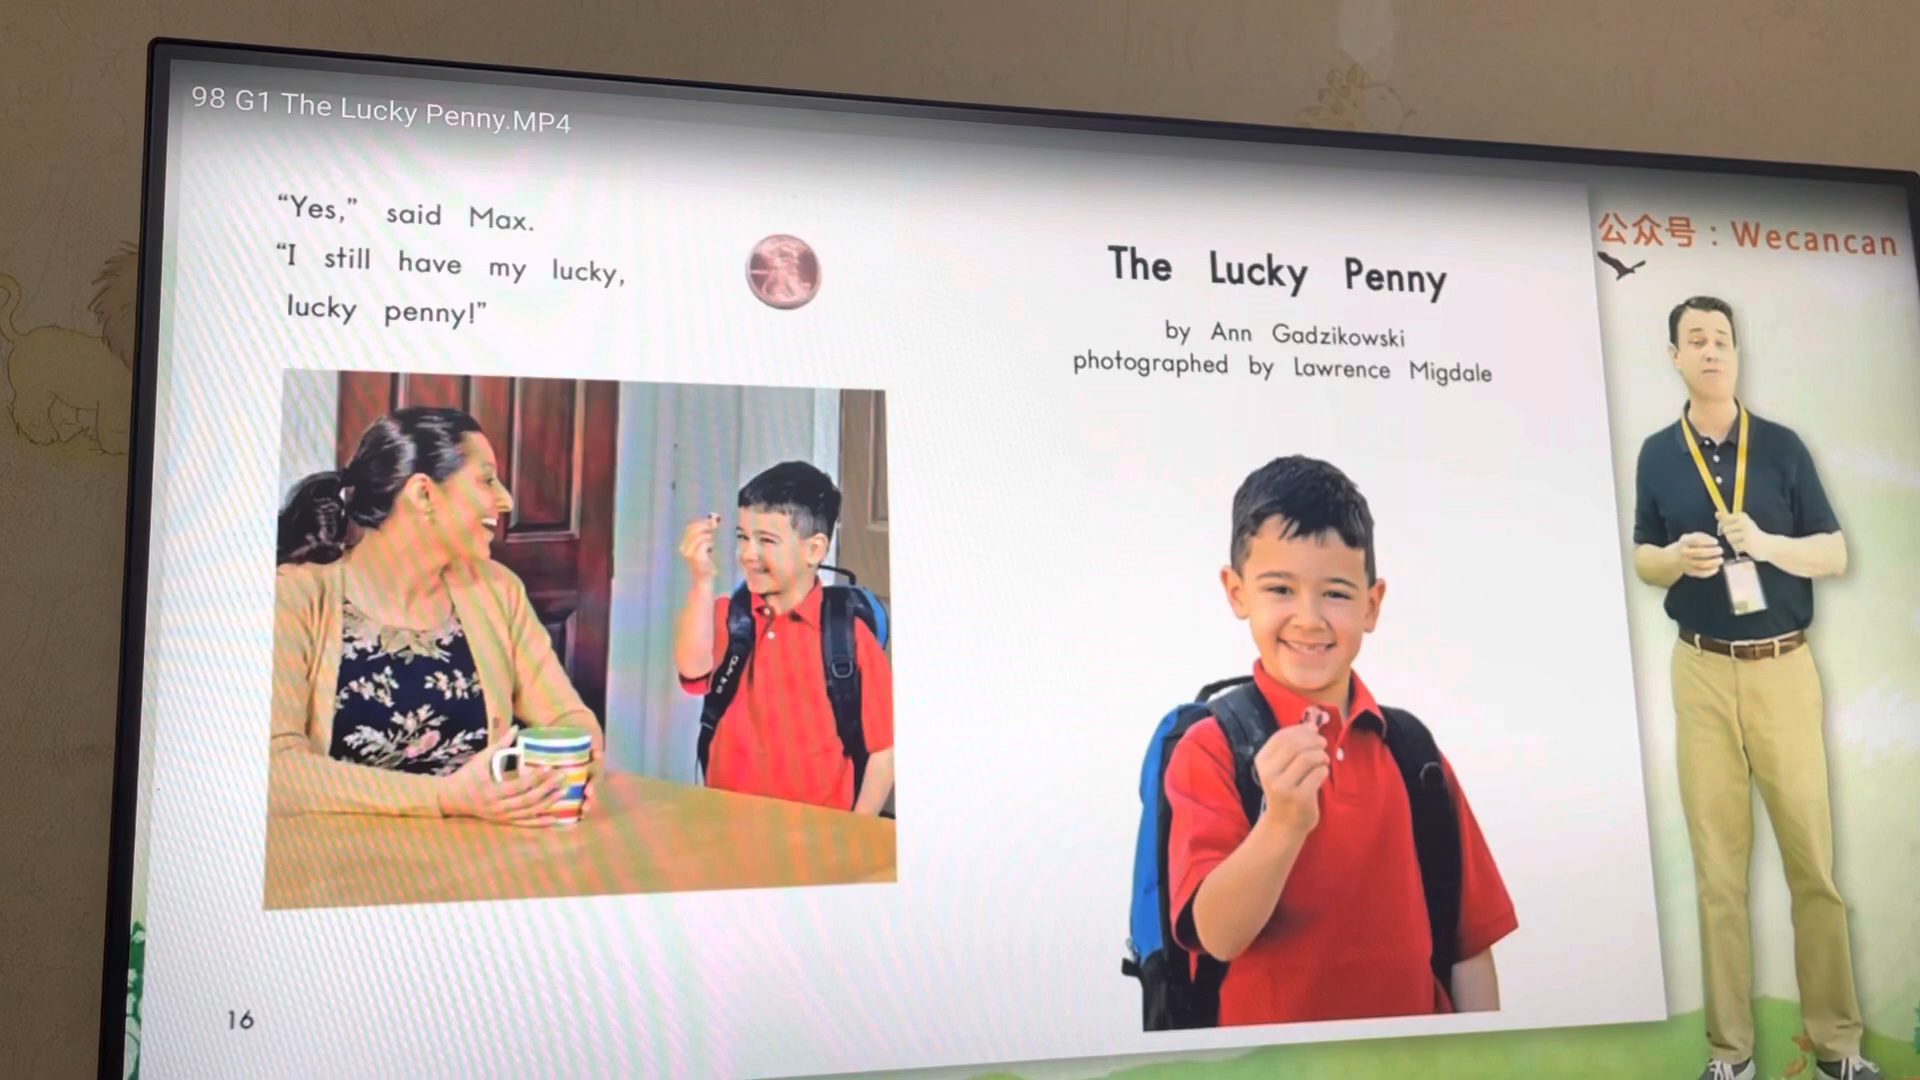 98 G1 The Lucky Penny.MP4
“Yes,” said Max.
“I still have my lucky,
lucky penny!”
16
The Lucky Penny
by Ann Gadzikowski
photographed by Lawrence Migdale
公众号：Wecancan